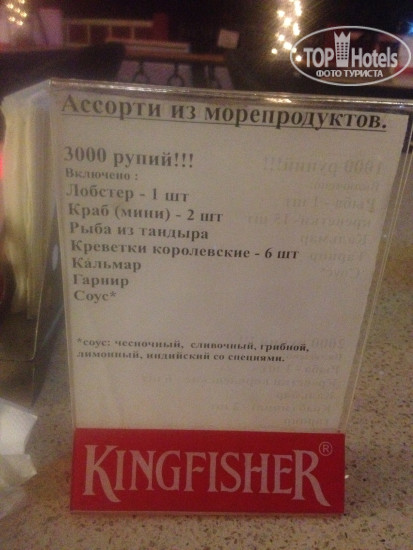 TOP Hotels
ФОТО ТУРИСТА
Ассорти из морепродуктов.
3000 рупий!!!
Включено :
Лобстер - 1 шт
Краб (мини) - 2 шт
Рыба из тандыра
Креветки королевские - 6 шт
Кальмар
Гарнир
Соус*
*соус: чесночный, сливочный, грибной,
лимонный, индийский со специями.
KINGFISHER®